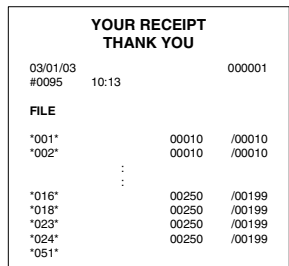 YOUR RECEIPT
THANK YOU
03/01/03 000001
#0095 10:13
FILE
*001* 00010 /00010
*002* 00010 /00010
:
:
*016* 00250 /00199
*018* 00250 /00199
*023* 00250 /00199
*024* 00250 /00199
*051*